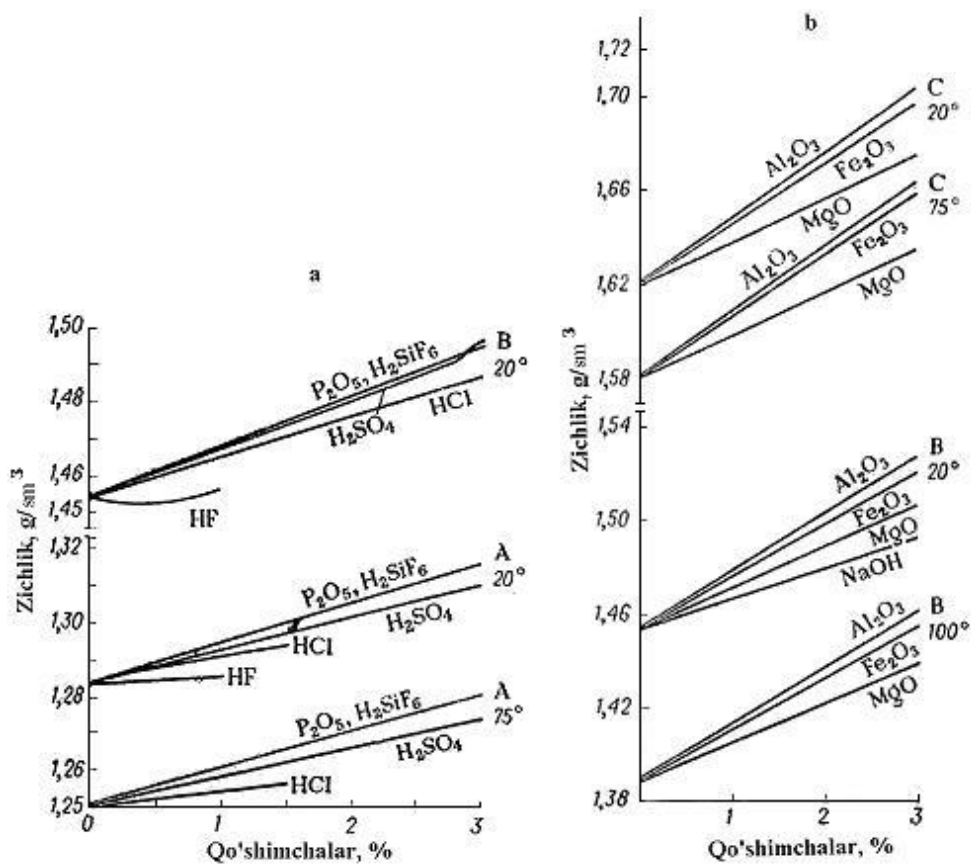 a
Zichlik, g/sm³
1,50
1,48
1,46
1,45
1,32
1,30
1,28
1,26
1,25
0
1
2
3
Qo'shimchalar, %
P₂O₅, H₂SiF₆
B
20°
HCl
H₂SO₄
HF
A
20°
P₂O₅, H₂SiF₆
H₂SO₄
HCl
HF
A
75°
P₂O₅, H₂SiF₆
H₂SO₄
HCl
b
Zichlik, g/sm³
1,72
1,70
1,66
1,62
1,58
1,54
1,50
1,46
1,42
1,38
1
2
3
Qo'shimchalar, %
C
20°
Al₂O₃
Fe₂O₃
MgO
C
75°
Al₂O₃
Fe₂O₃
MgO
B
20°
Al₂O₃
Fe₂O₃
MgO
NaOH
B
100°
Al₂O₃
Fe₂O₃
MgO